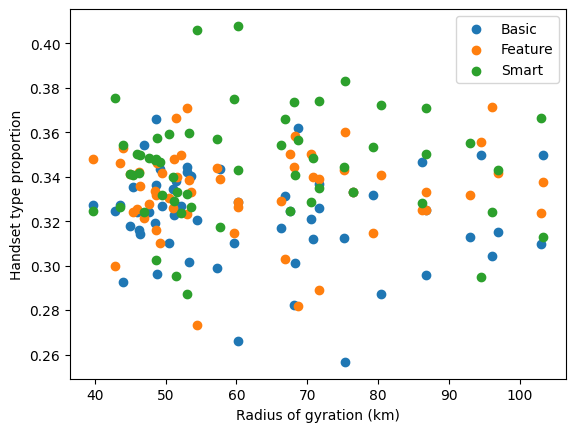 Basic
Feature
Smart
0.40
0.38
0.36
0.34
0.32
0.30
0.28
0.26
Handset type proportion
40 50 60 70 80 90 100
Radius of gyration (km)